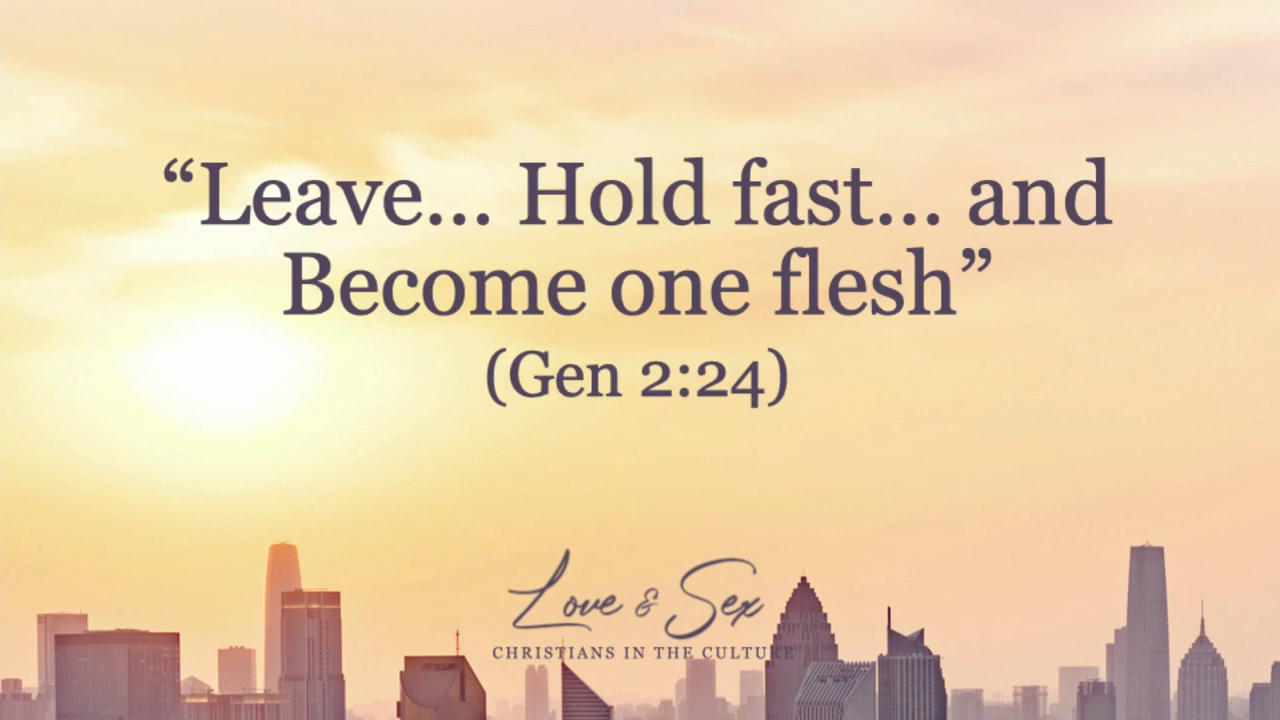 “Leave... Hold fast... and
Become one flesh”
(Gen 2:24)
Love & Sex
CHRISTIANS IN THE CULTURE